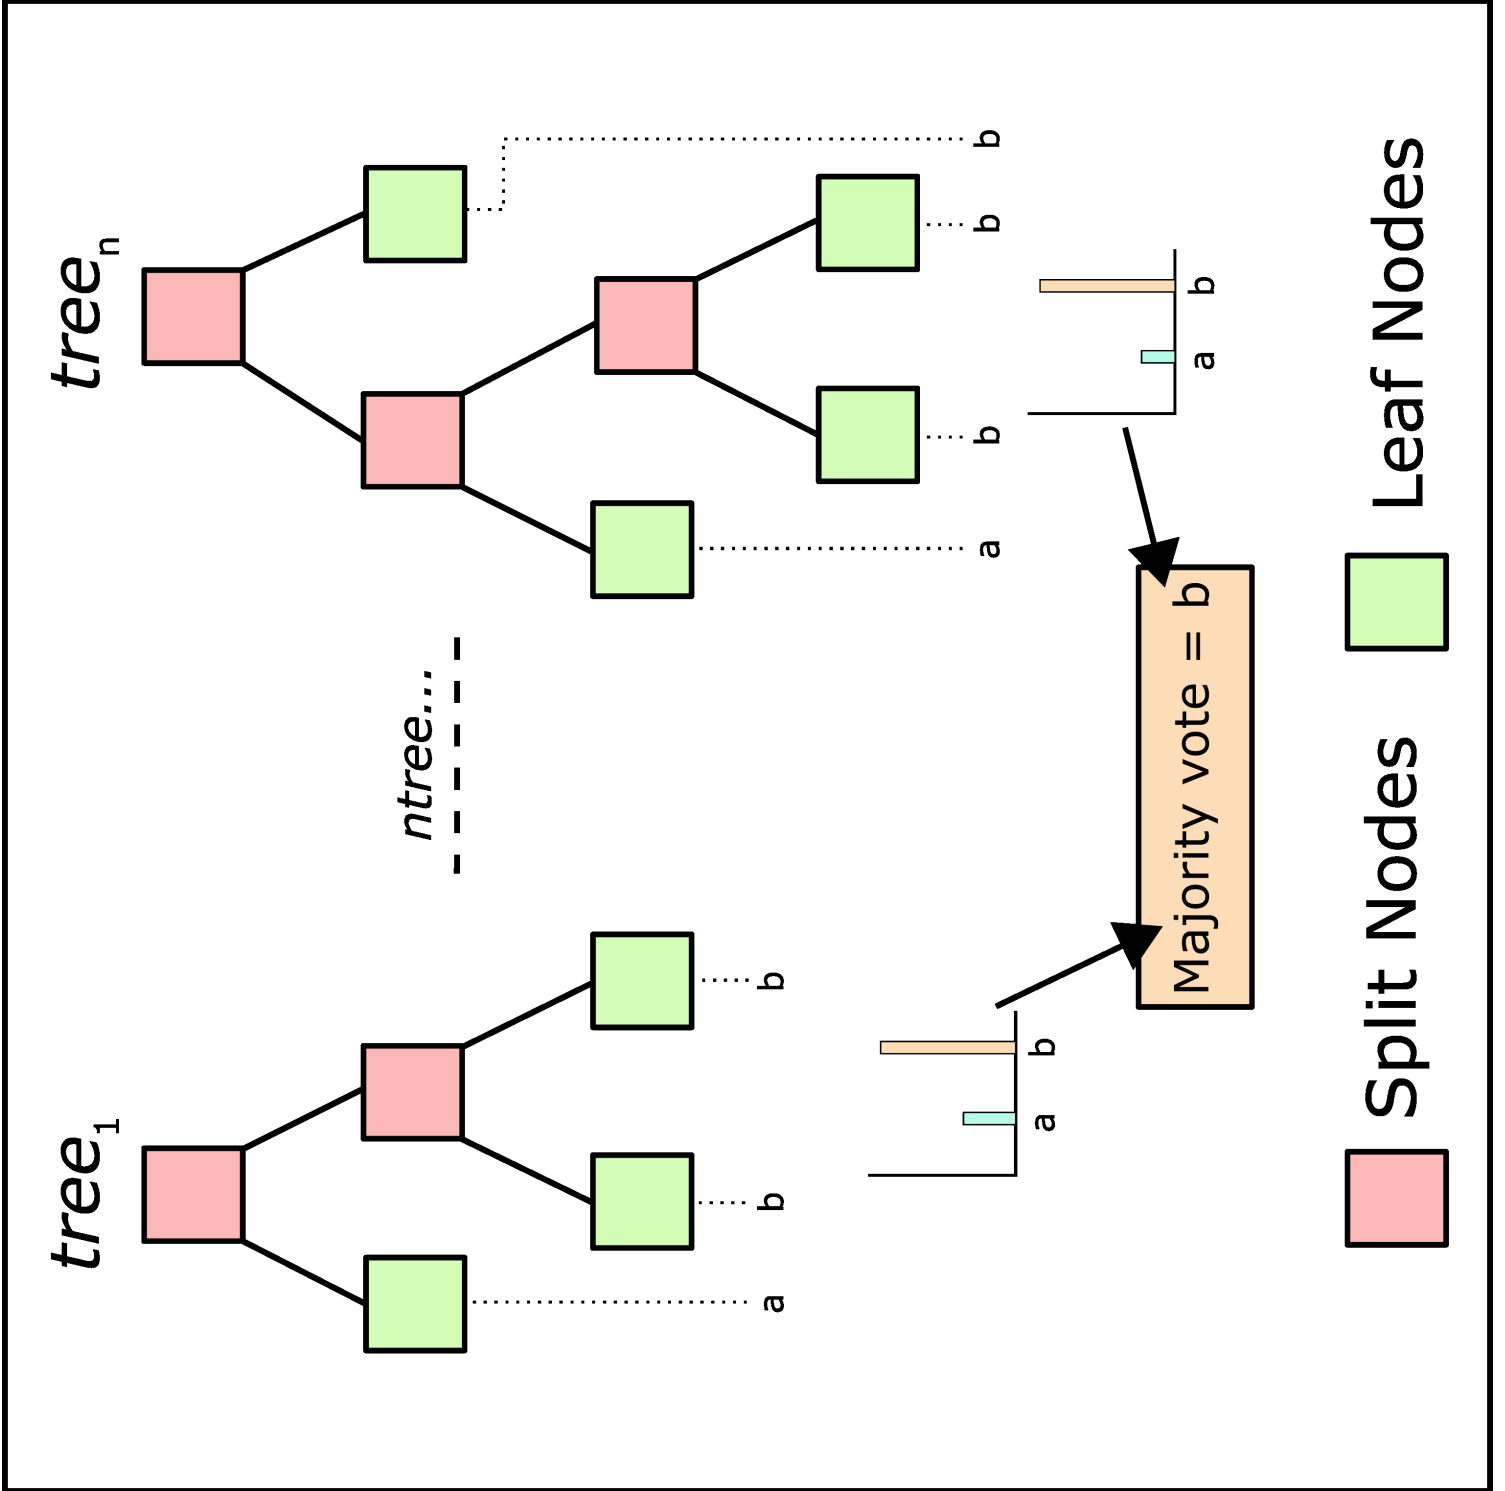 tree1
treen
ntree...
a
b
b
a
b
b
b
a
b
a
b
Majority vote = b
Split Nodes
Leaf Nodes